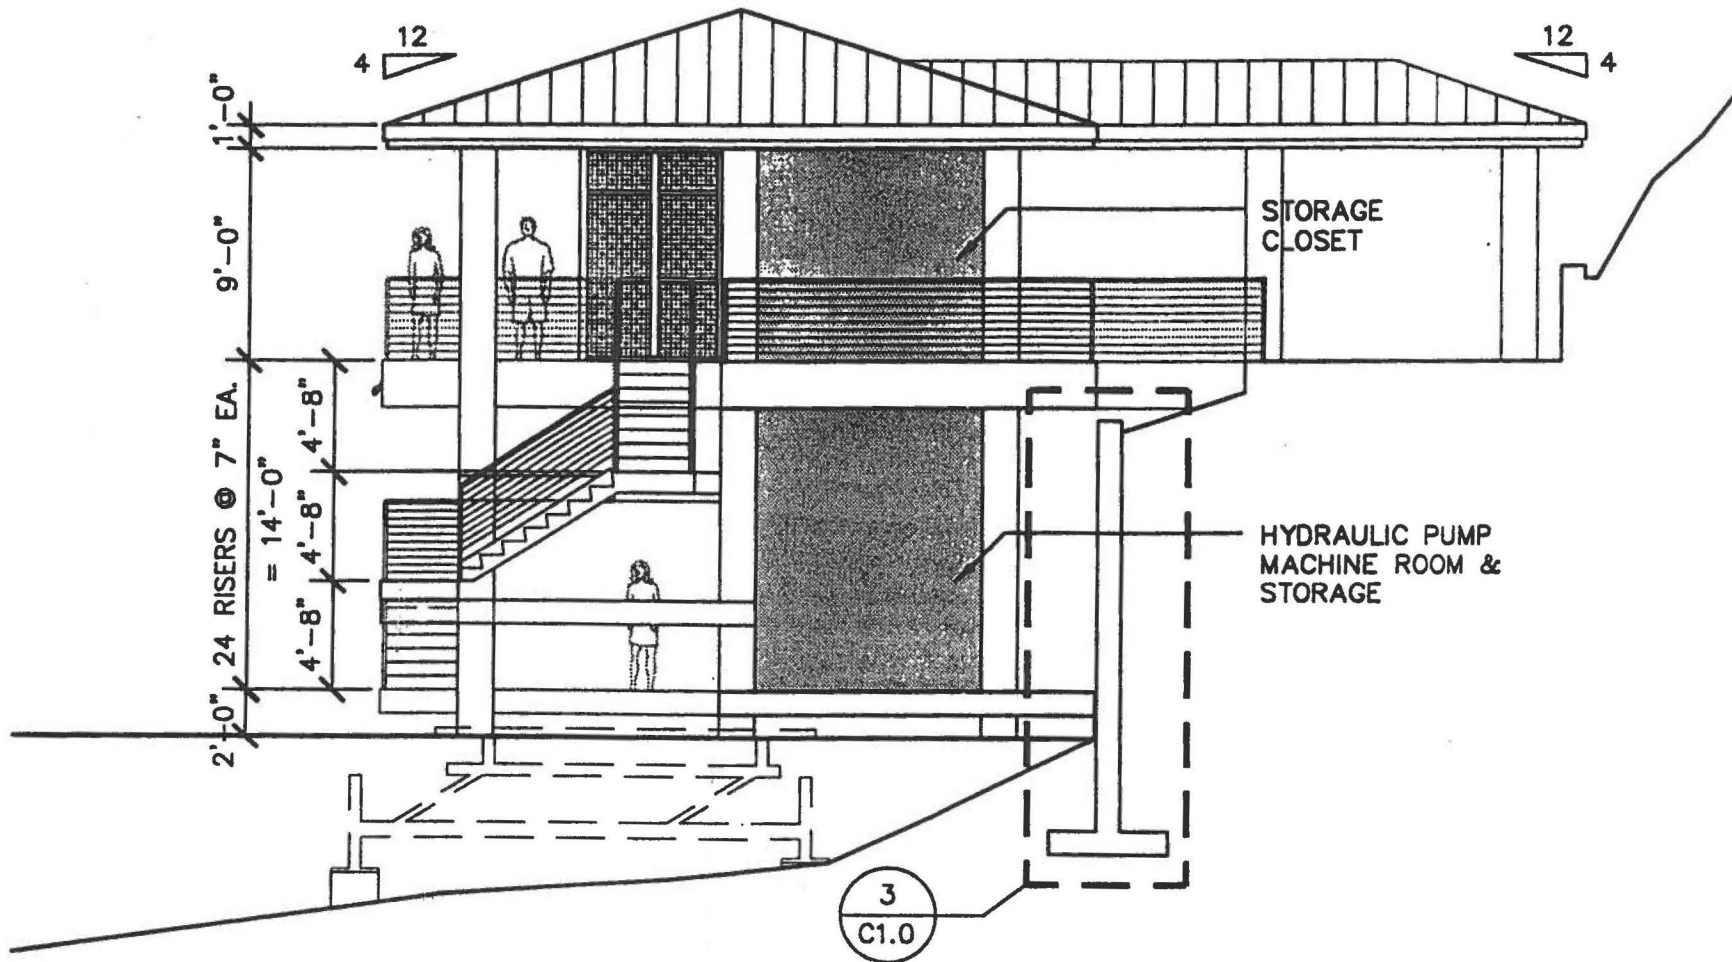 12
4
12
4
1'-0"
9'-0"
24 RISERS @ 7" EA.
= 14'-0"
4'-8"
4'-8"
4'-8"
2'-0"
STORAGE
CLOSET
HYDRAULIC PUMP
MACHINE ROOM &
STORAGE
3
C1.0